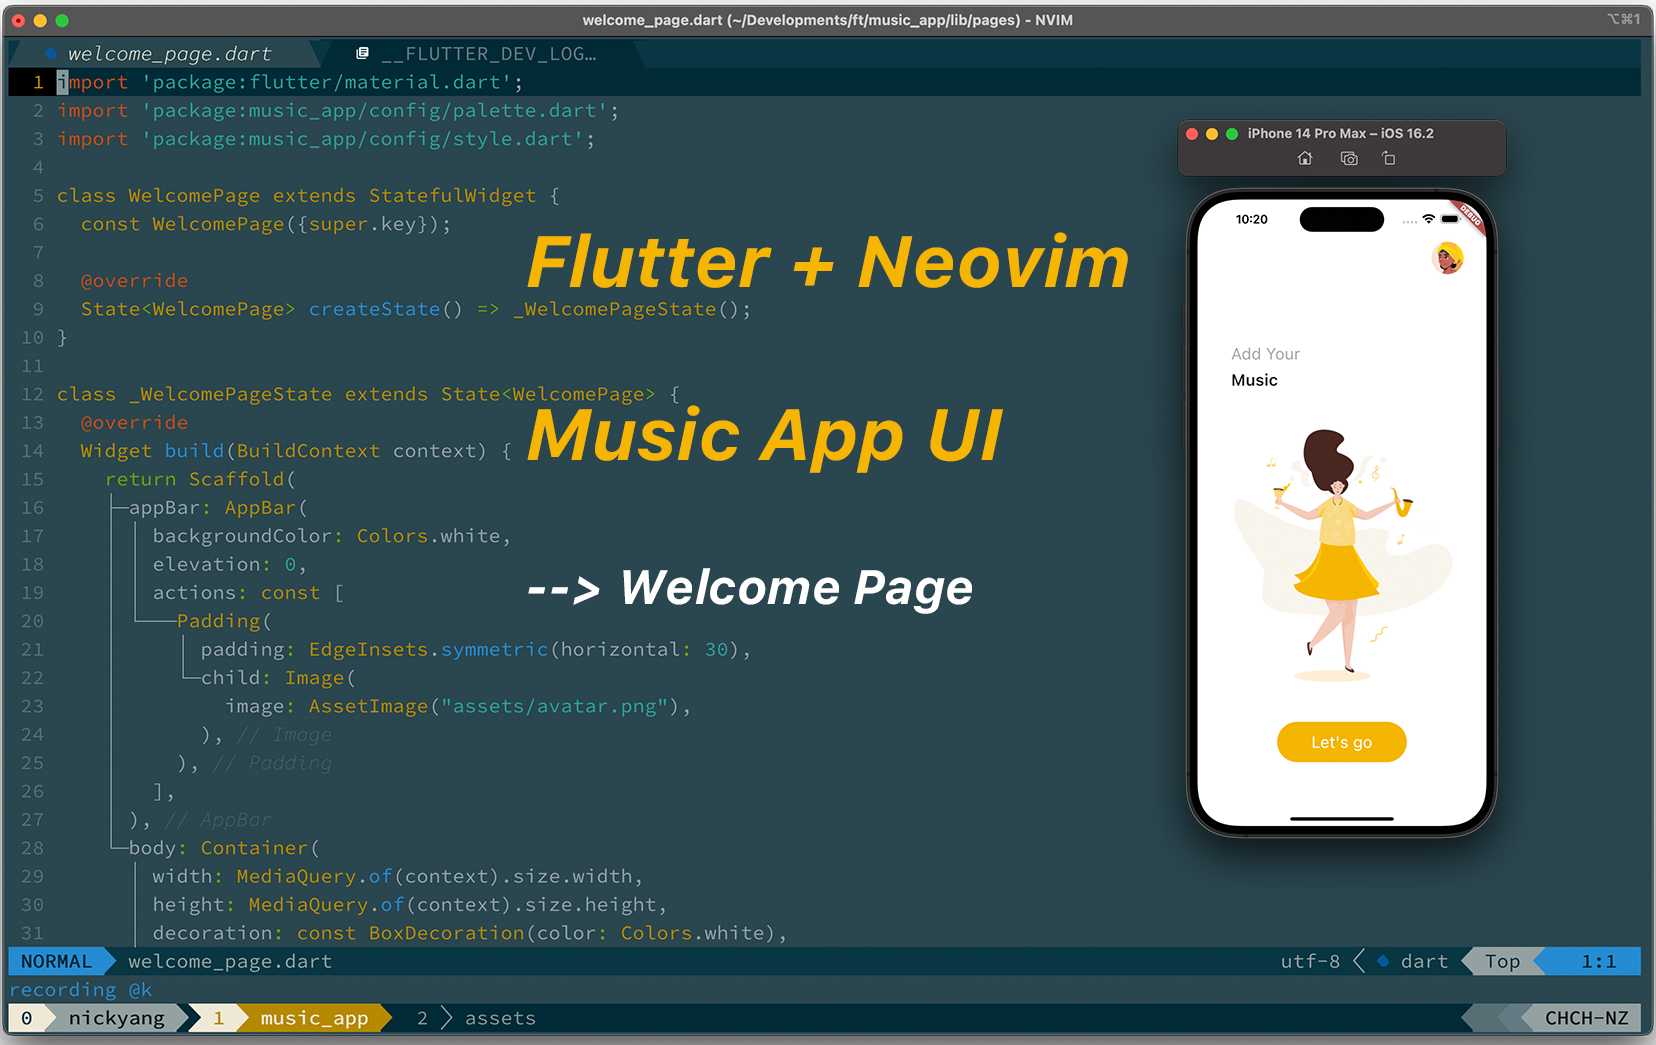 welcome_page.dart (~/Developments/ft/music_app/lib/pages) - NVIM
⌥⌘1
welcome_page.dart
__FLUTTER_DEV_LOG…
1 import 'package:flutter/material.dart';
2 import 'package:music_app/config/palette.dart';
3 import 'package:music_app/config/style.dart';
4
5 class WelcomePage extends StatefulWidget {
6 const WelcomePage({super.key});
7
8 @override
9 State<WelcomePage> createState() => _WelcomePageState();
10 }
11
12 class _WelcomePageState extends State<WelcomePage> {
13 @override
14 Widget build(BuildContext context) {
15 return Scaffold(
16 appBar: AppBar(
17 backgroundColor: Colors.white,
18 elevation: 0,
19 actions: const [
20 Padding(
21 padding: EdgeInsets.symmetric(horizontal: 30),
22 child: Image(
23 image: AssetImage("assets/avatar.png"),
24 ), // Image
25 ), // Padding
26 ],
27 ), // AppBar
28 body: Container(
29 width: MediaQuery.of(context).size.width,
30 height: MediaQuery.of(context).size.height,
31 decoration: const BoxDecoration(color: Colors.white),
Flutter + Neovim
Music App UI
--> Welcome Page
iPhone 14 Pro Max – iOS 16.2
10:20
DEBUG
Add Your
Music
Let's go
NORMAL welcome_page.dart
utf-8 dart Top 1:1
recording @k
0 nickyang 1 music_app 2 assets
CHCH-NZ